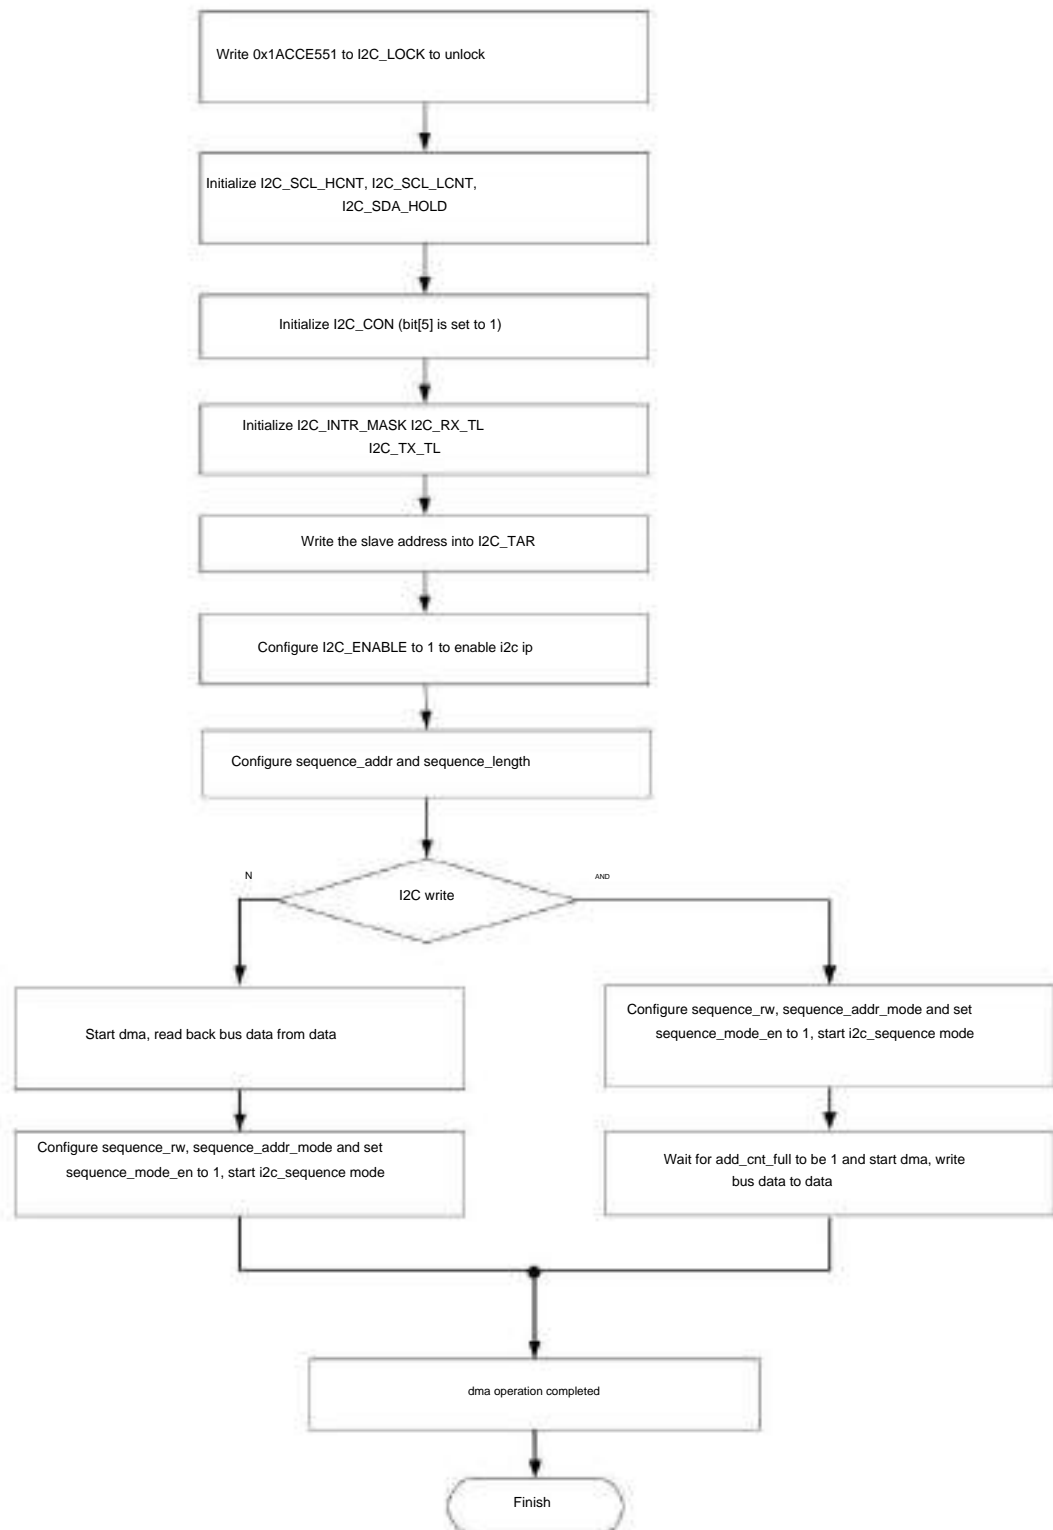 Write 0x1ACCE551 to I2C_LOCK to unlock
Initialize I2C_SCL_HCNT, I2C_SCL_LCNT,
I2C_SDA_HOLD
Initialize I2C_CON (bit[5] is set to 1)
Initialize I2C_INTR_MASK I2C_RX_TL
I2C_TX_TL
Write the slave address into I2C_TAR
Configure I2C_ENABLE to 1 to enable i2c ip
Configure sequence_addr and sequence_length
N
I2C write
AND
Start dma, read back bus data from data
Configure sequence_rw, sequence_addr_mode and set
sequence_mode_en to 1, start i2c_sequence mode
Configure sequence_rw, sequence_addr_mode and set
sequence_mode_en to 1, start i2c_sequence mode
Wait for add_cnt_full to be 1 and start dma, write
bus data to data
dma operation completed
Finish